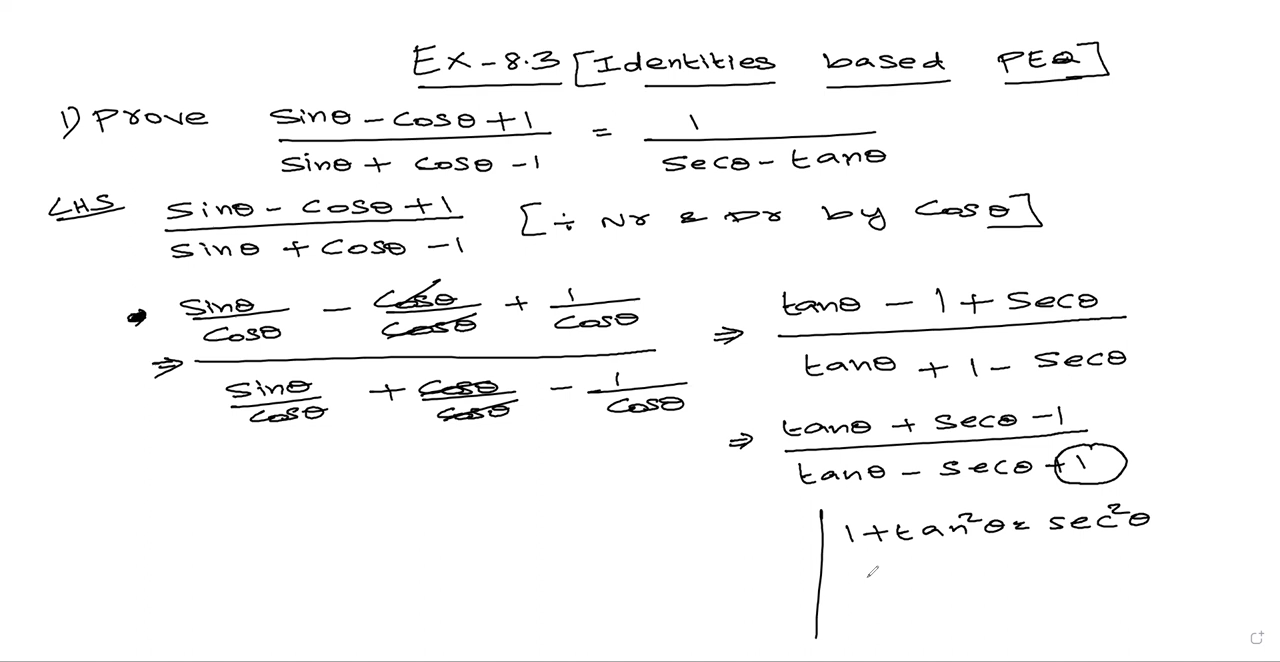 Ex-8.3 [Identities based PEQ]
1) Prove (sinθ - cosθ + 1)/(sinθ + cosθ - 1) = 1/(secθ - tanθ)
LHS (sinθ - cosθ + 1)/(sinθ + cosθ - 1) [÷ Nr & Dr by cosθ]
⇒ (sinθ/cosθ - cosθ/cosθ + 1/cosθ)/(sinθ/cosθ + cosθ/cosθ - 1/cosθ)
⇒ (tanθ - 1 + secθ)/(tanθ + 1 - secθ)
⇒ (tanθ + secθ - 1)/(tanθ - secθ + 1)
1 + tan²θ = sec²θ